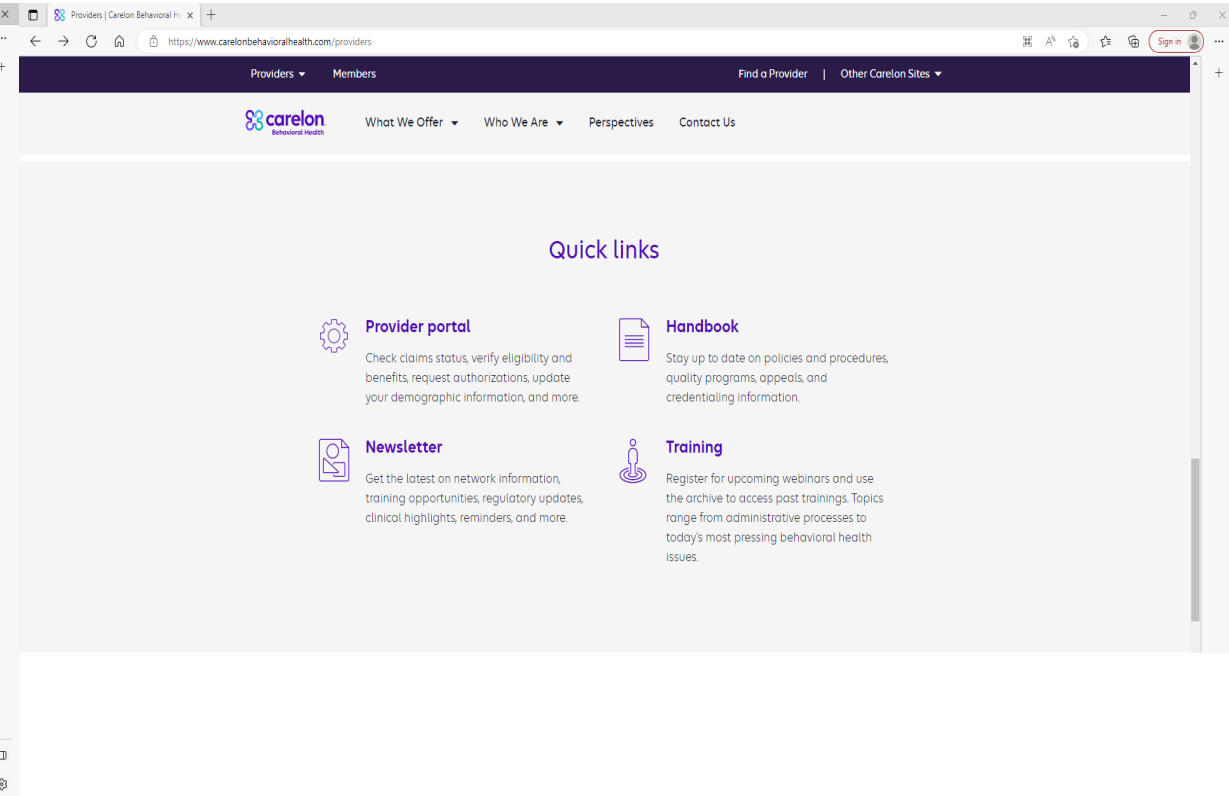 Providers | Carelon Behavioral He
https://www.carelonbehavioralhealth.com/providers
Sign in
Providers Members Find a Provider | Other Carelon Sites
carelon
Behavioral Health
What We Offer Who We Are Perspectives Contact Us
Quick links
Provider portal
Check claims status, verify eligibility and
benefits, request authorizations, update
your demographic information, and more.
Handbook
Stay up to date on policies and procedures,
quality programs, appeals, and
credentialing information.
Newsletter
Get the latest on network information,
training opportunities, regulatory updates,
clinical highlights, reminders, and more.
Training
Register for upcoming webinars and use
the archive to access past trainings. Topics
range from administrative processes to
today's most pressing behavioral health
issues.